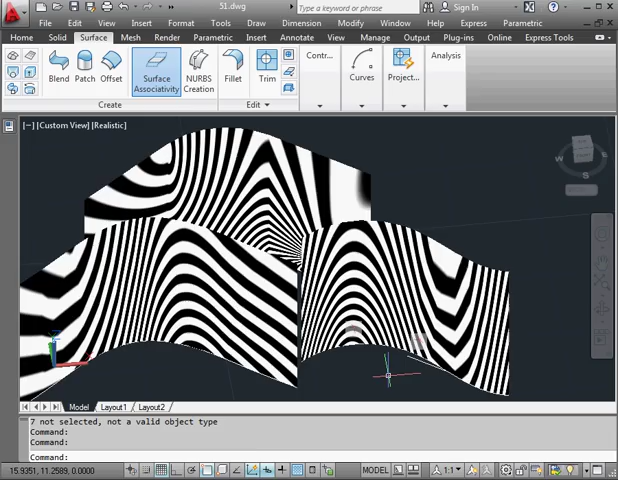 51.dwg
Type a keyword or phrase
Sign In
File Edit View Insert Format Tools Draw Dimension Modify Window Help Express Parametric
Home Solid Surface Mesh Render Parametric Insert Annotate View Manage Output Plug-ins Online Express Tools
Blend Patch Offset Surface Associativity NURBS Creation Fillet Trim Contr... Curves Project... Analysis
Create Edit
[−][Custom View][Realistic]
W S
Model Layout1 Layout2
7 not selected, not a valid object type
Command:
Command:
Command:
15.9351, 11.2589, 0.0000 MODEL 1:1